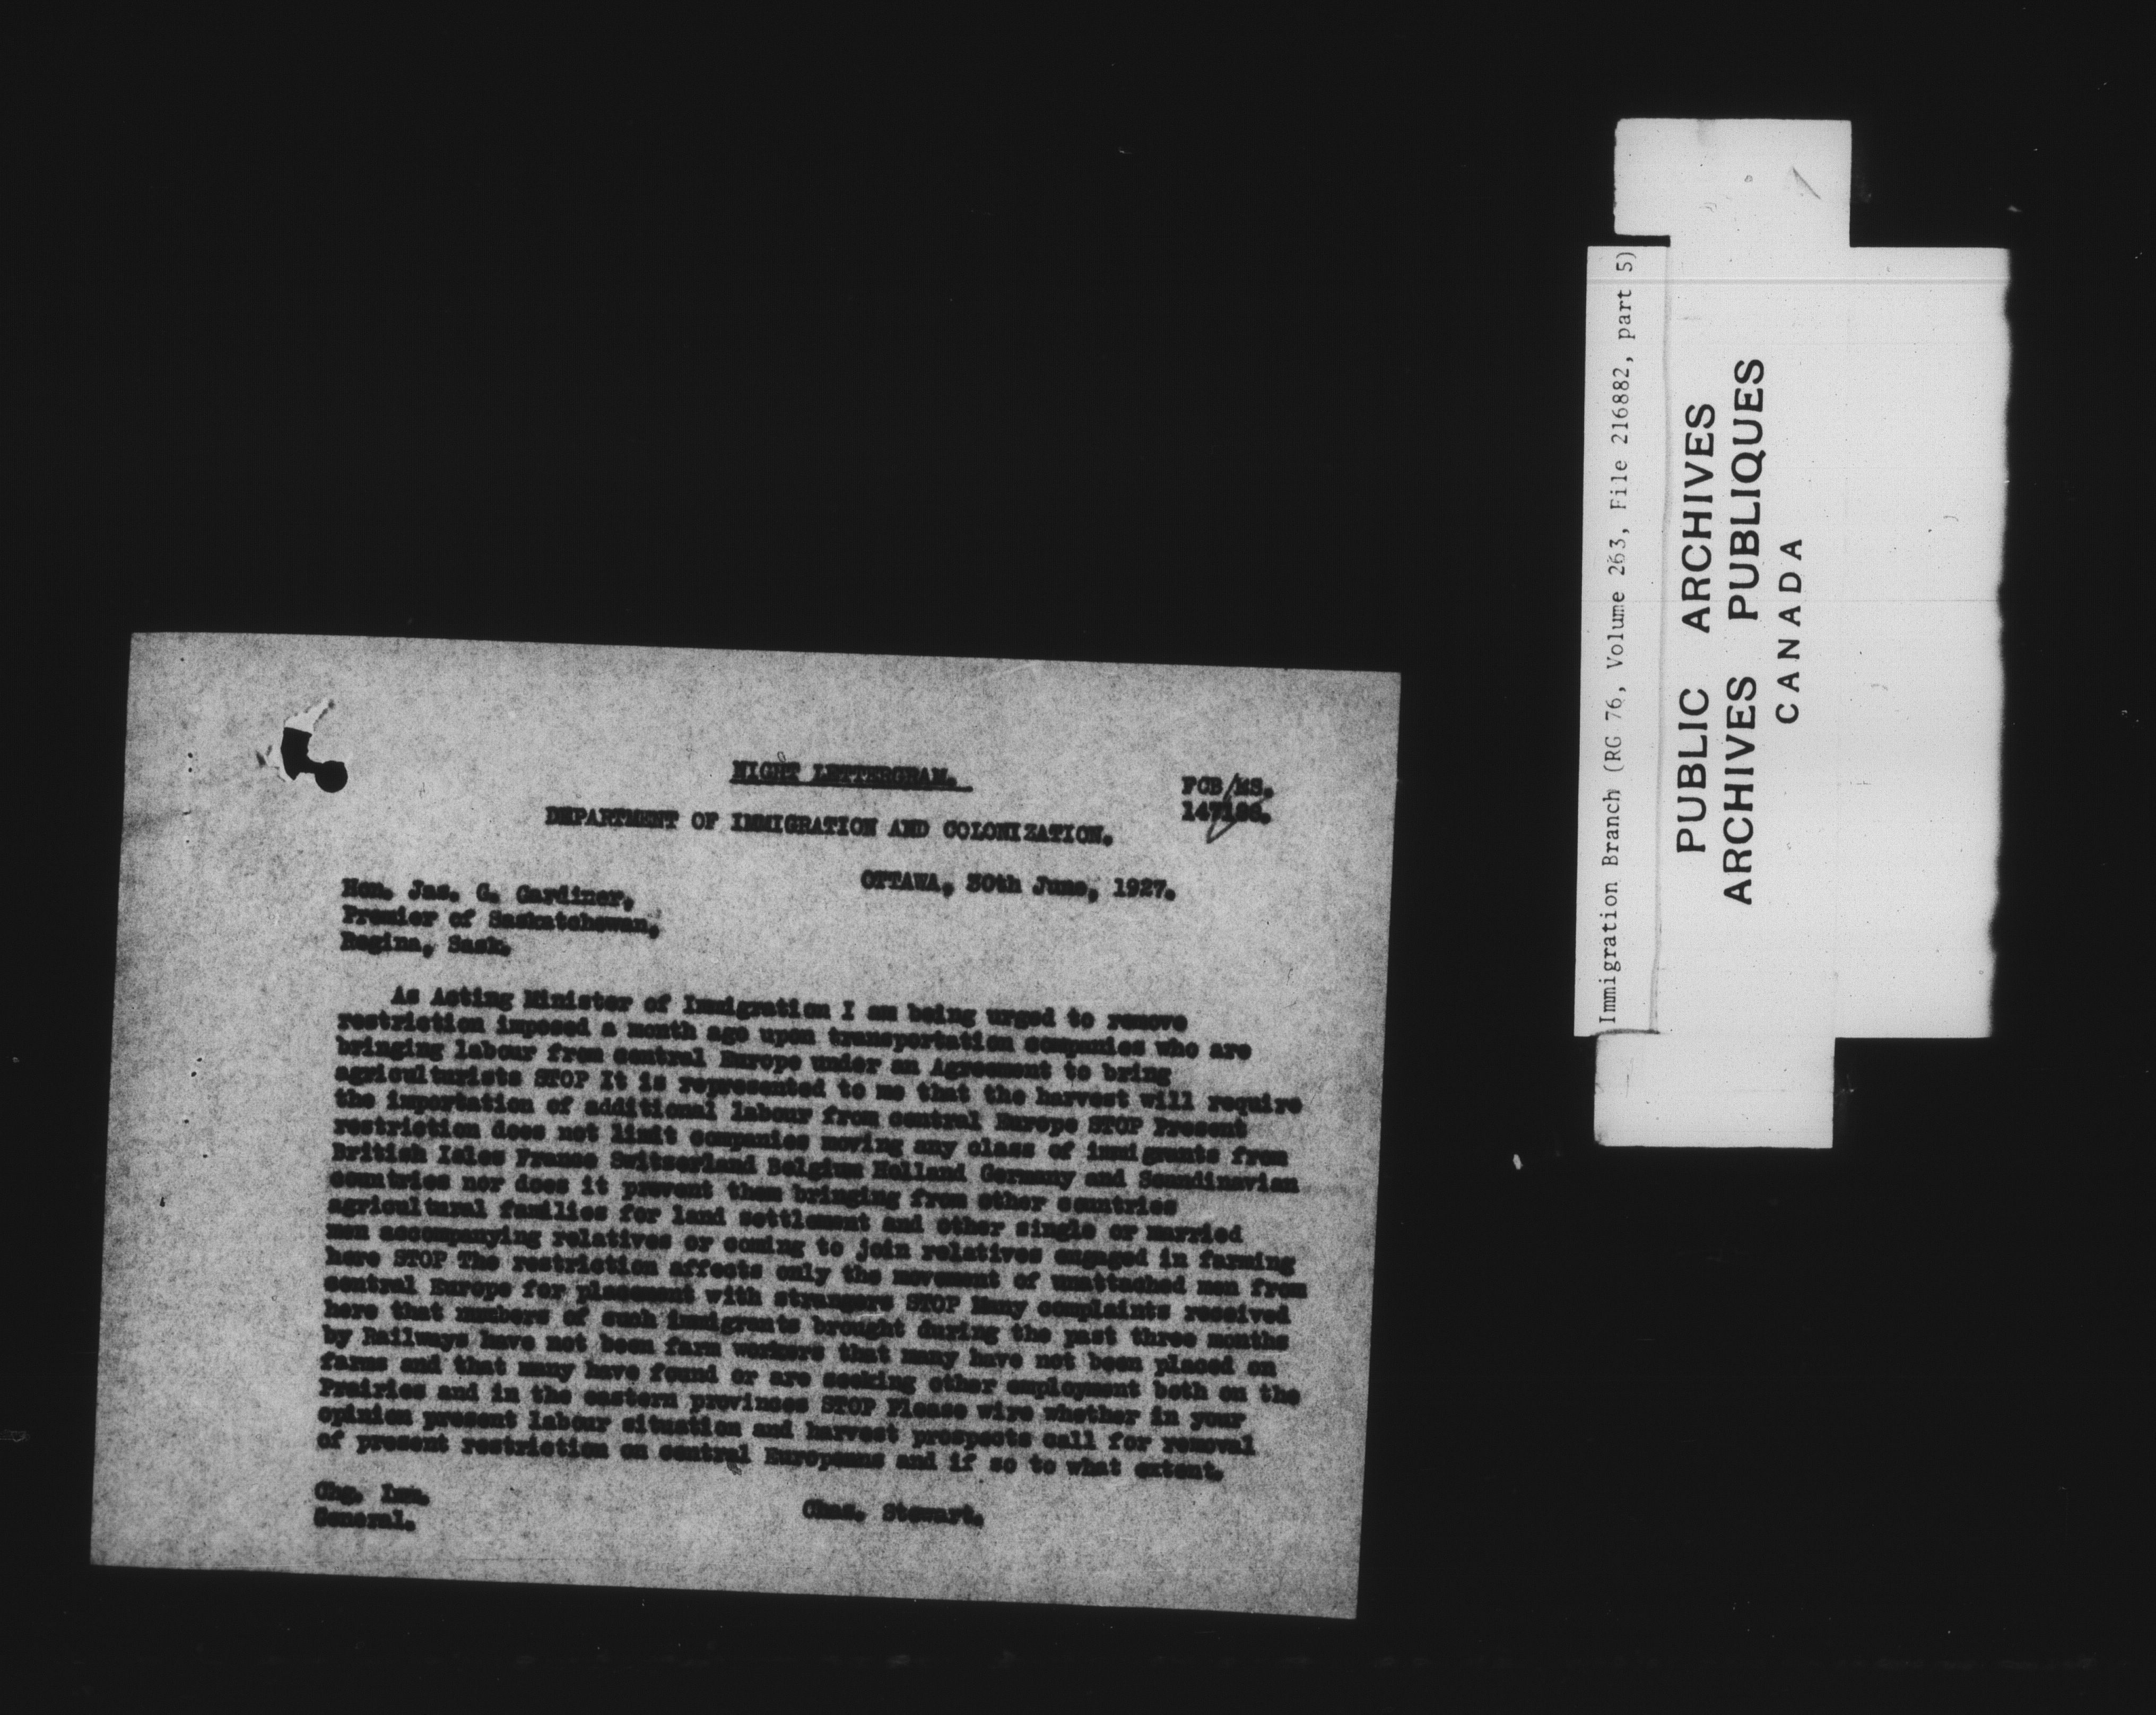 NIGHT LETTERGRAM.
FCB/MS.
DEPARTMENT OF IMMIGRATION AND COLONIZATION.
OTTAWA, 30th June, 1927.
Hon. Jas. G. Gardiner,
Premier of Saskatchewan,
Regina, Sask.
As Acting Minister of Immigration I am being urged to remove
restriction imposed a month ago upon transportation companies who are
bringing labour from central Europe under an Agreement to bring
agriculturists STOP It is represented to me that the harvest will require
the importation of additional labour from central Europe STOP Present
restriction does not limit companies moving any class of immigrants from
British Isles France Switzerland Belgium Holland Germany and Scandinavian
countries nor does it prevent them bringing from other countries
agricultural families for land settlement and other single or married
men accompanying relatives or coming to join relatives engaged in farming
here STOP The restriction affects only the movement of unattached men from
central Europe for placement with strangers STOP Many complaints received
here that numbers of such immigrants brought during the past three months
by Railways have not been farm workers that many have not been placed on
farms and that many have found or are seeking other employment both on the
Prairies and in the eastern provinces STOP Please wire whether in your
opinion present labour situation and harvest prospects call for removal
of present restriction on central Europeans and if so to what extent.
Chg. Imm.
General.
Chas. Stewart.
Immigration Branch (RG 76, Volume 263, File 216882, part 5)
PUBLIC ARCHIVES
ARCHIVES PUBLIQUES
CANADA